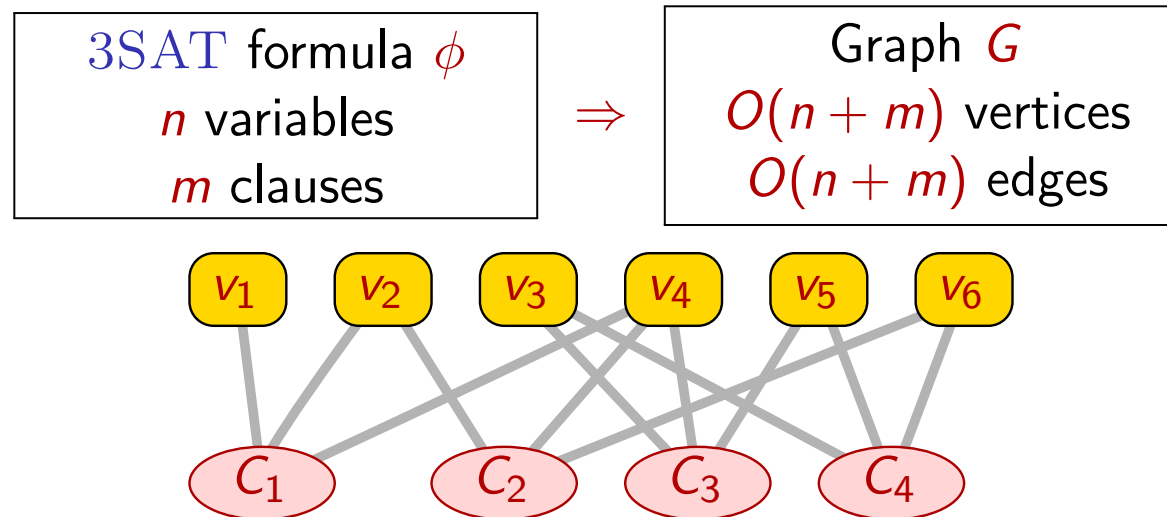 3SAT formula ϕ
n variables
m clauses
⇒
Graph G
O(n + m) vertices
O(n + m) edges
v₁ v₂ v₃ v₄ v₅ v₆
C₁ C₂ C₃ C₄